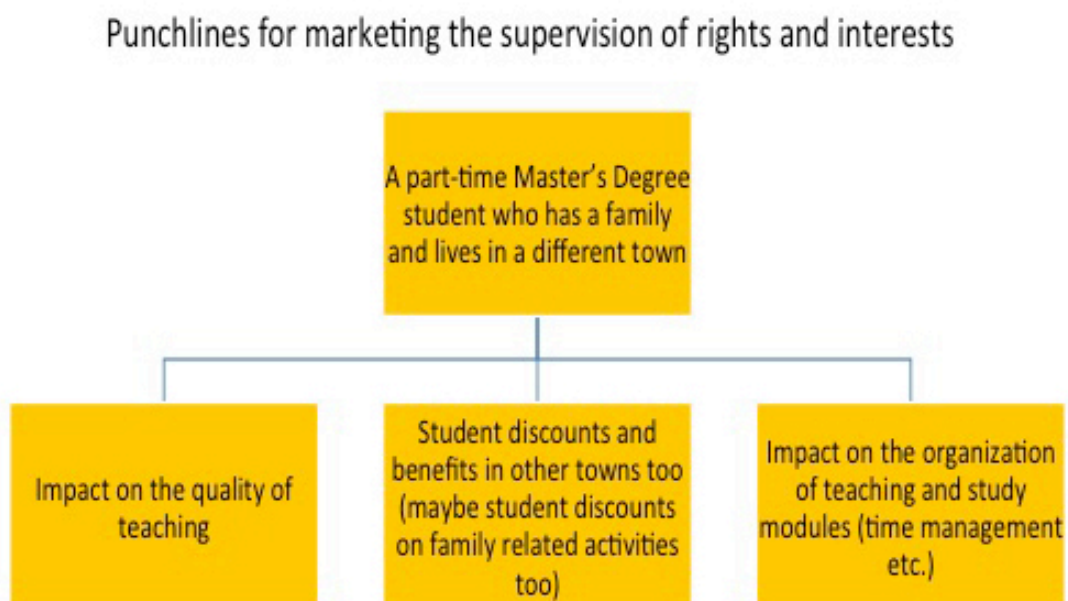 Punchlines for marketing the supervision of rights and interests
A part-time Master's Degree
student who has a family
and lives in a different town
Impact on the quality of
teaching
Student discounts and
benefits in other towns too
(maybe student discounts
on family related activities
too)
Impact on the organization
of teaching and study
modules (time management
etc.)